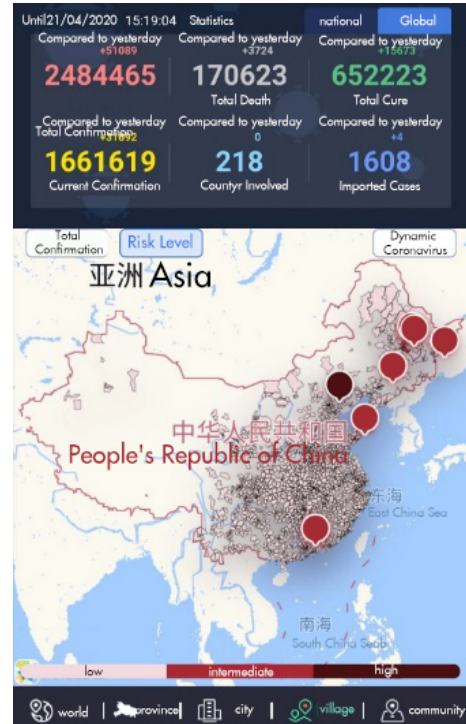 Until21/04/2020 15:19:04 Statistics national Global
Compared to yesterday Compared to yesterday Compared to yesterday
+51089 +3724 +15673
2484465 170623 652223
Total Death Total Cure
Compared to yesterday Compared to yesterday Compared to yesterday
Total Confirmation
+31692 0 +4
1661619 218 1608
Current Confirmation Countyr Involved Imported Cases
Total Confirmation Risk Level Dynamic Coronavirus
亚洲 Asia
中华人民共和国
People's Republic of China
东海
East China Sea
南海
South China Seab
low intermediate high
world | province| city | village | community